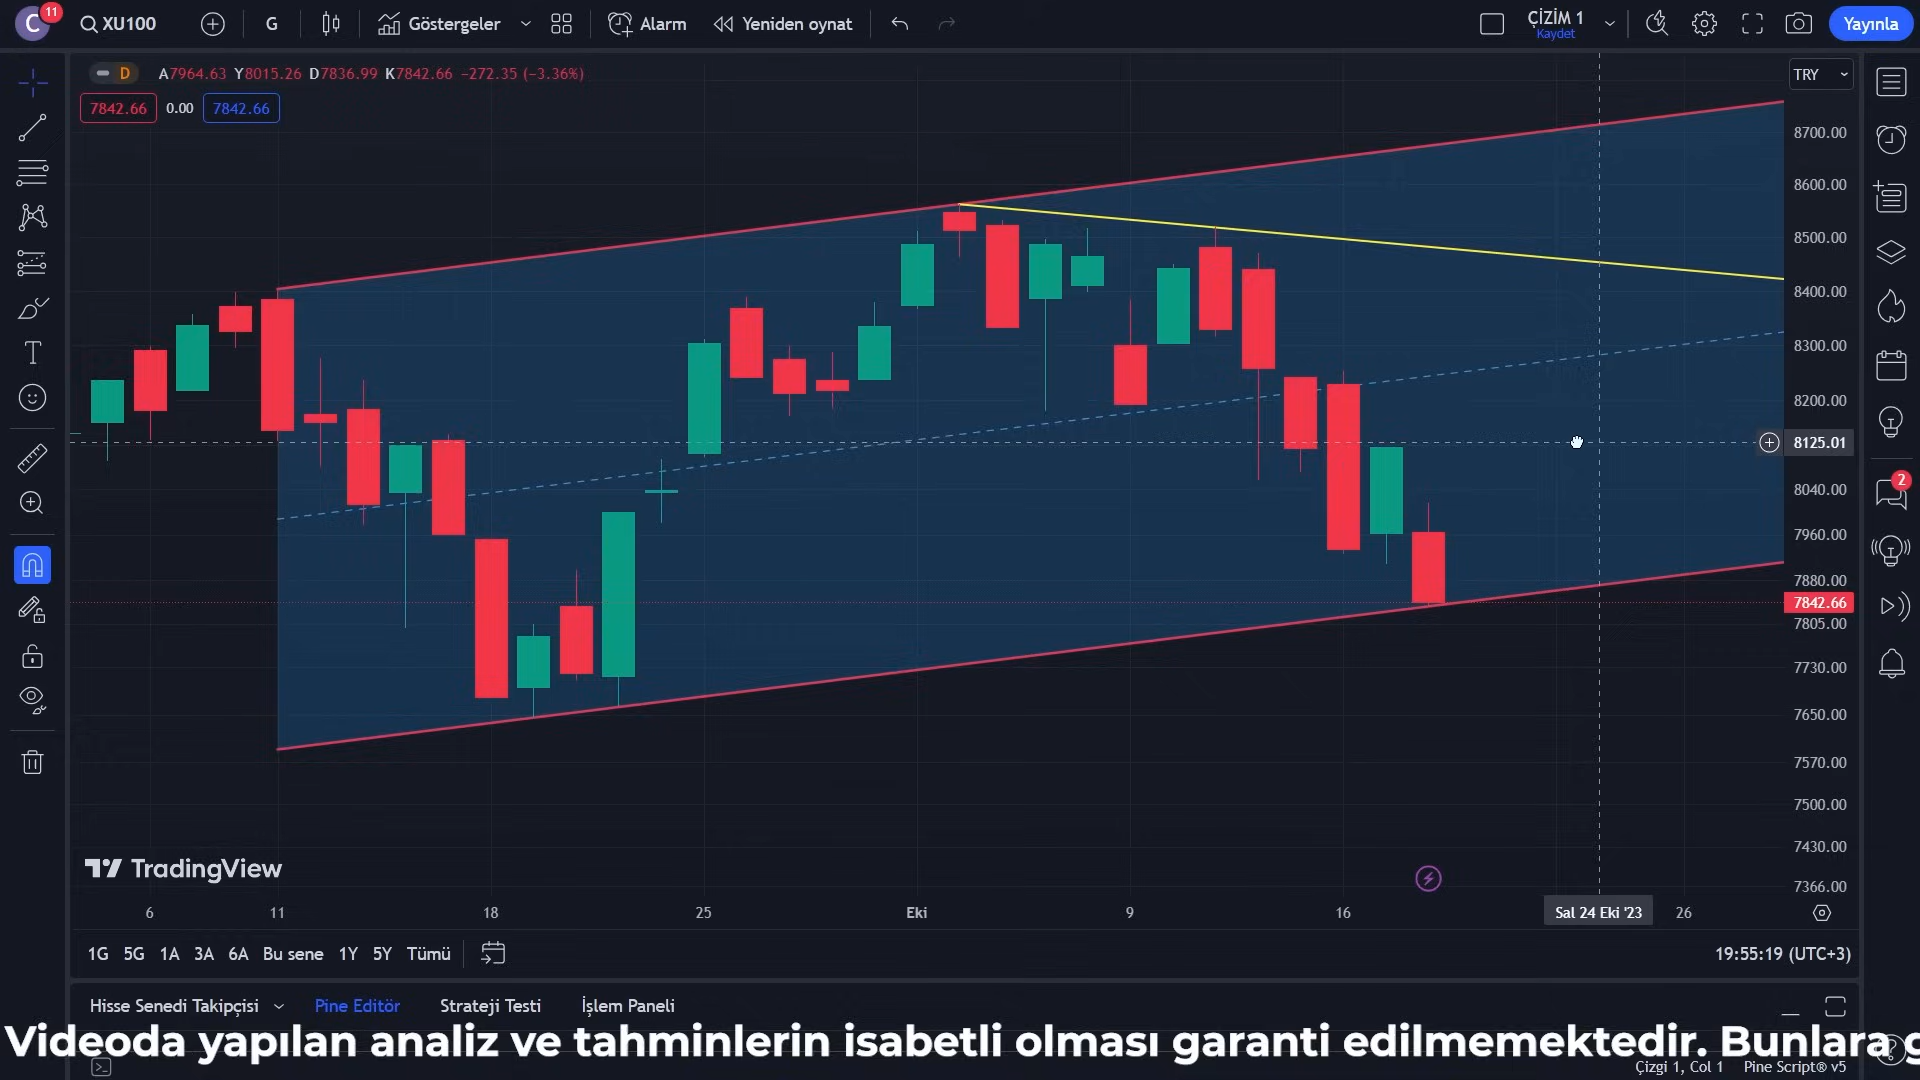 C 11 XU100 G Göstergeler Alarm Yeniden oynat ÇİZİM 1 Kaydet Yayınla
D A7964.63 Y8015.26 D7836.99 K7842.66 −272.35 (−3.36%)
TRY
7842.66 0.00 7842.66
8700.00
8600.00
8500.00
8400.00
8300.00
8200.00
8125.01
8040.00
2
7960.00
7880.00
7842.66
7805.00
7730.00
7650.00
7570.00
7500.00
7430.00
7366.00
TradingView
6 11 18 25 Eki 9 16 Sal 24 Eki '23 26
1G 5G 1A 3A 6A Bu sene 1Y 5Y Tümü 19:55:19 (UTC+3)
Hisse Senedi Takipçisi Pine Editör Strateji Testi İşlem Paneli
Videoda yapılan analiz ve tahminlerin isabetli olması garanti edilmemektedir. Bunlara g
Çizgi 1, Col 1 Pine Script® v5